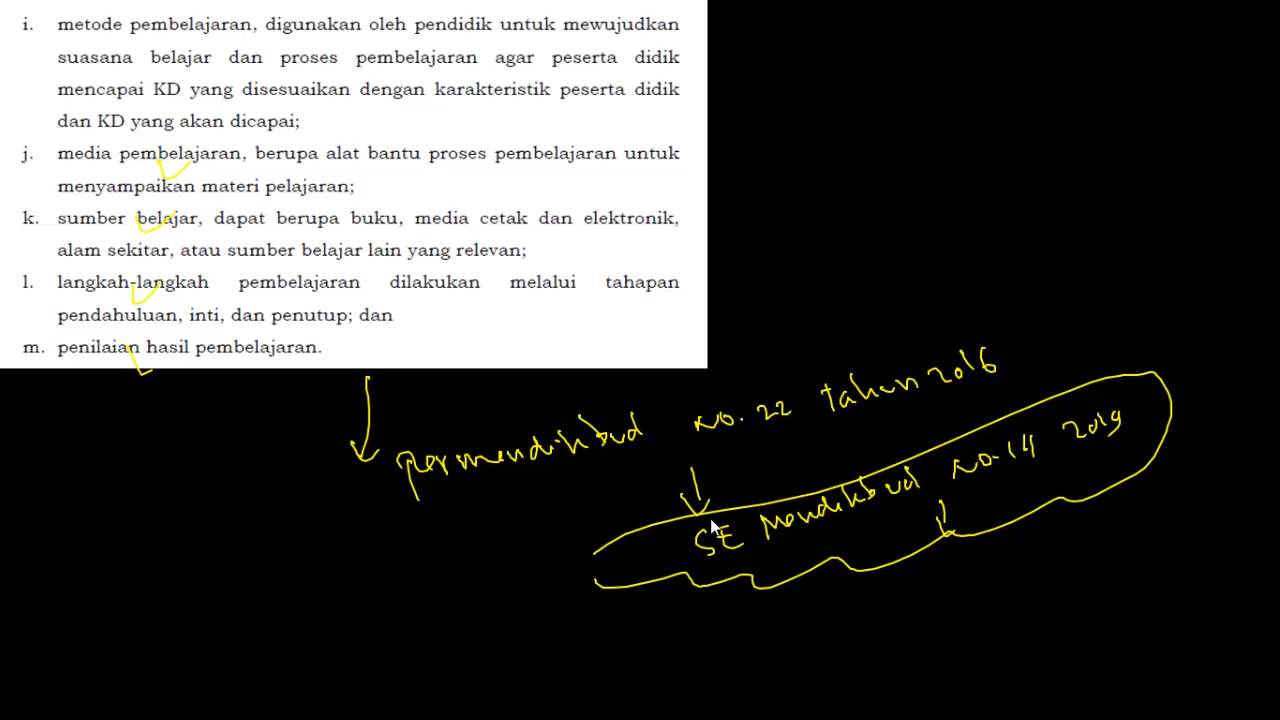 i. metode pembelajaran, digunakan oleh pendidik untuk mewujudkan
suasana belajar dan proses pembelajaran agar peserta didik
mencapai KD yang disesuaikan dengan karakteristik peserta didik
dan KD yang akan dicapai;
j. media pembelajaran, berupa alat bantu proses pembelajaran untuk
menyampaikan materi pelajaran;
k. sumber belajar, dapat berupa buku, media cetak dan elektronik,
alam sekitar, atau sumber belajar lain yang relevan;
l. langkah-langkah pembelajaran dilakukan melalui tahapan
pendahuluan, inti, dan penutup; dan
m. penilaian hasil pembelajaran.
permendikbud no. 22 tahun 2016
SE Mendikbud no. 14 2019